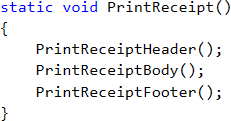 static void PrintReceipt()
{
    PrintReceiptHeader();
    PrintReceiptBody();
    PrintReceiptFooter();
}